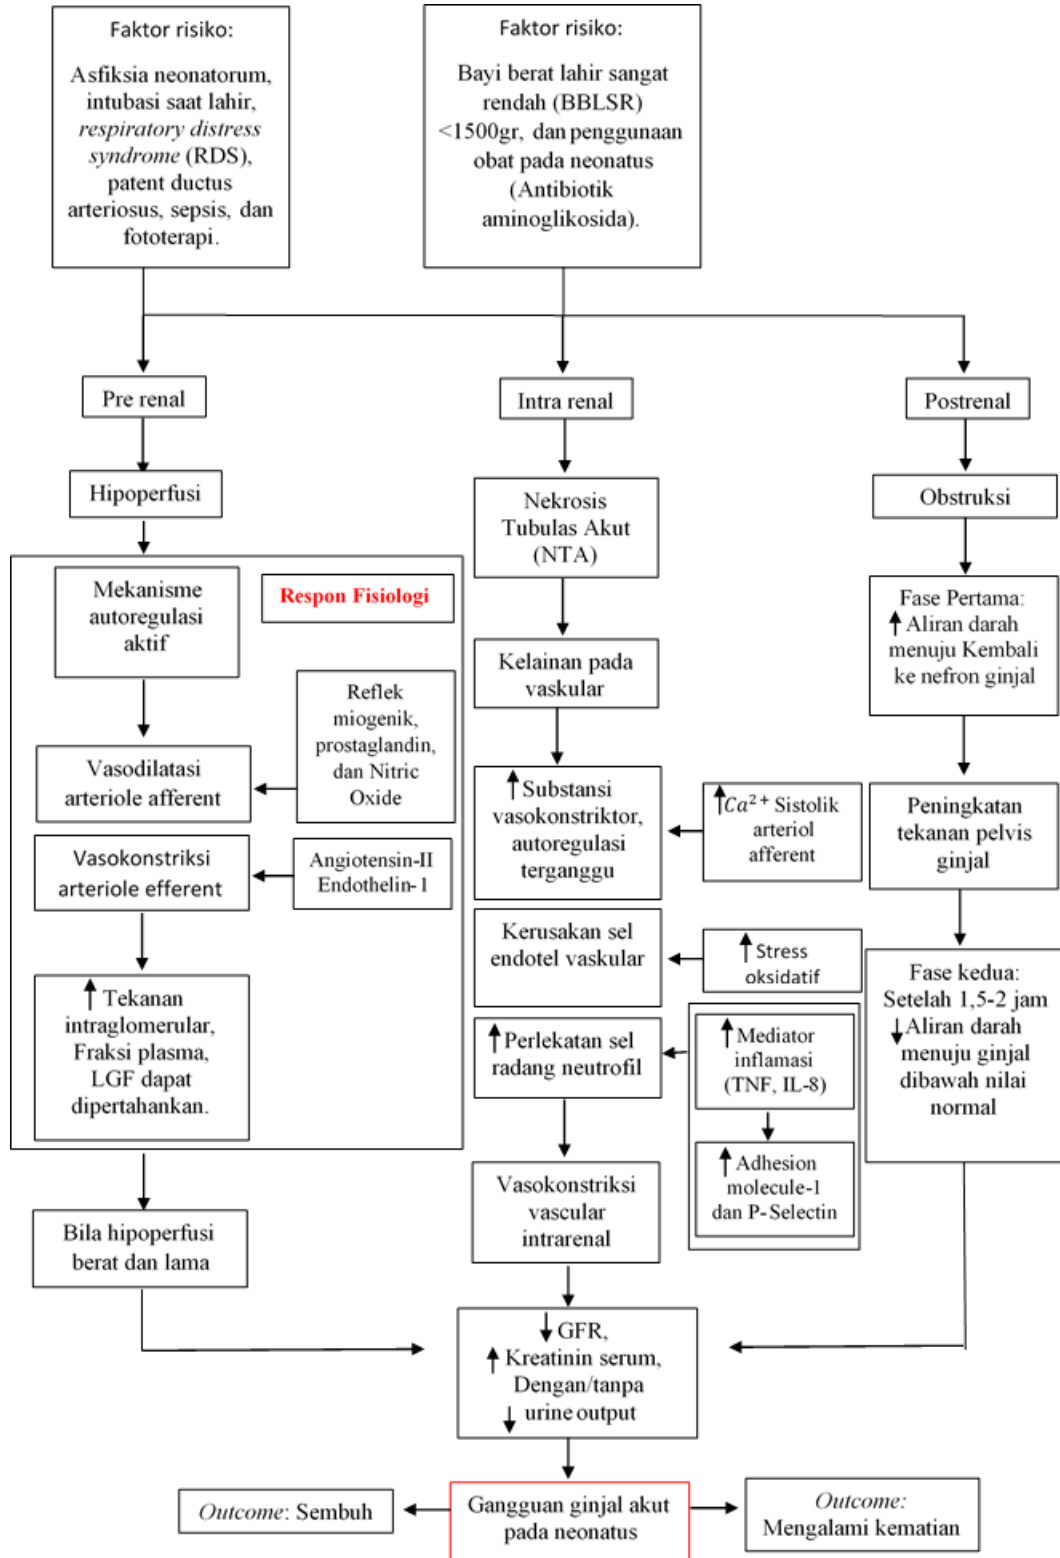 Faktor risiko:
Asfiksia neonatorum,
intubasi saat lahir,
respiratory distress
syndrome (RDS),
patent ductus
arteriosus, sepsis, dan
fototerapi.
Faktor risiko:
Bayi berat lahir sangat
rendah (BBLSR)
<1500gr, dan penggunaan
obat pada neonatus
(Antibiotik
aminoglikosida).
Pre renal
Intra renal
Postrenal
Hipoperfusi
Mekanisme
autoregulasi
aktif
Respon Fisiologi
Reflek
miogenik,
prostaglandin,
dan Nitric
Oxide
Vasodilatasi
arteriole afferent
Vasokonstriksi
arteriole efferent
Angiotensin-II
Endothelin-1
↑ Tekanan
intraglomerular,
Fraksi plasma,
LGF dapat
dipertahankan.
Bila hipoperfusi
berat dan lama
Nekrosis
Tubulas Akut
(NTA)
Kelainan pada
vaskular
↑ Substansi
vasokonstriktor,
autoregulasi
terganggu
↑ Ca²⁺ Sistolik
arteriol
afferent
Kerusakan sel
endotel vaskular
↑ Stress
oksidatif
↑ Perlekatan sel
radang neutrofil
↑ Mediator
inflamasi
(TNF, IL-8)
↑ Adhesion
molecule-1
dan P-Selectin
Vasokonstriksi
vascular
intrarenal
Obstruksi
Fase Pertama:
↑ Aliran darah
menuju Kembali
ke nefron ginjal
Peningkatan
tekanan pelvis
ginjal
Fase kedua:
Setelah 1,5-2 jam
↓ Aliran darah
menuju ginjal
dibawah nilai
normal
↓ GFR,
↑ Kreatinin serum,
Dengan/tanpa
↓ urine output
Outcome: Sembuh
Gangguan ginjal akut
pada neonatus
Outcome:
Mengalami kematian